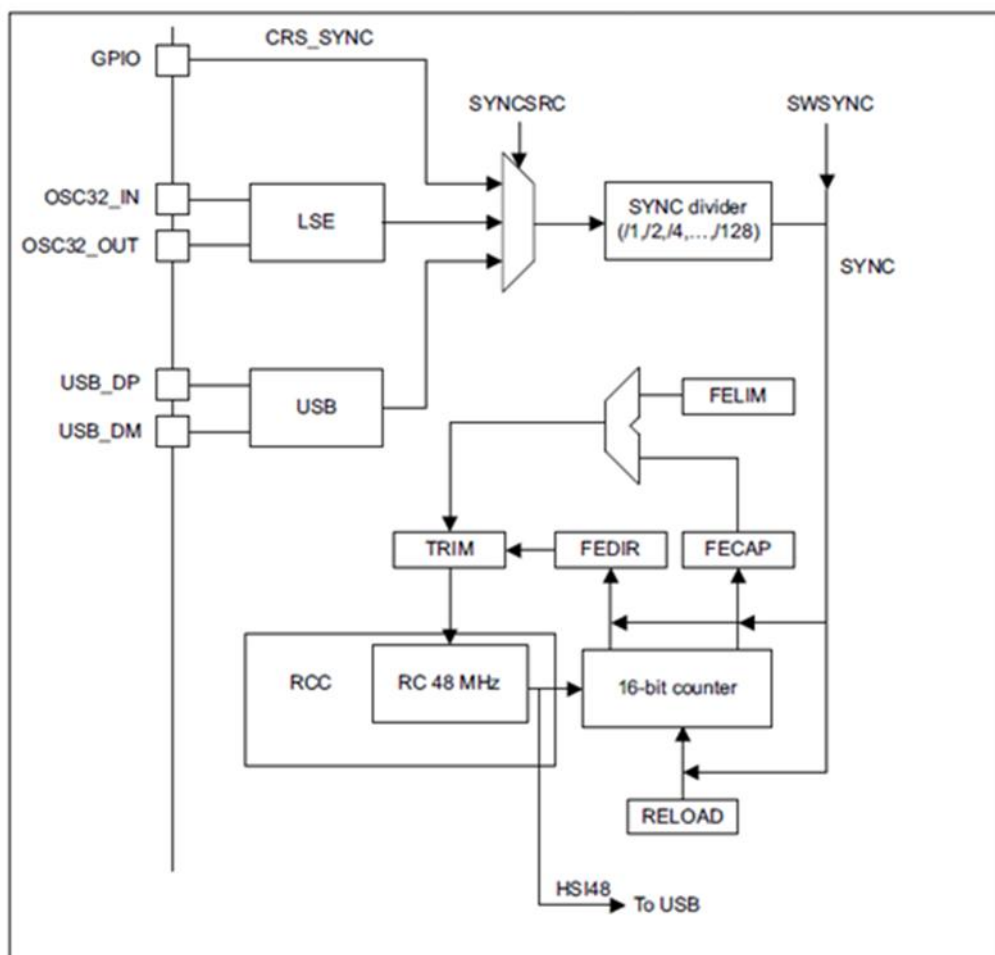 CRS_SYNC
GPIO
SYNCSRC
SWSYNC
OSC32_IN
LSE
SYNC divider
(/1,/2,/4,....,/128)
OSC32_OUT
SYNC
USB_DP
USB
FELIM
USB_DM
TRIM
FEDIR
FECAP
RCC
RC 48 MHz
16-bit counter
RELOAD
HSI48
To USB